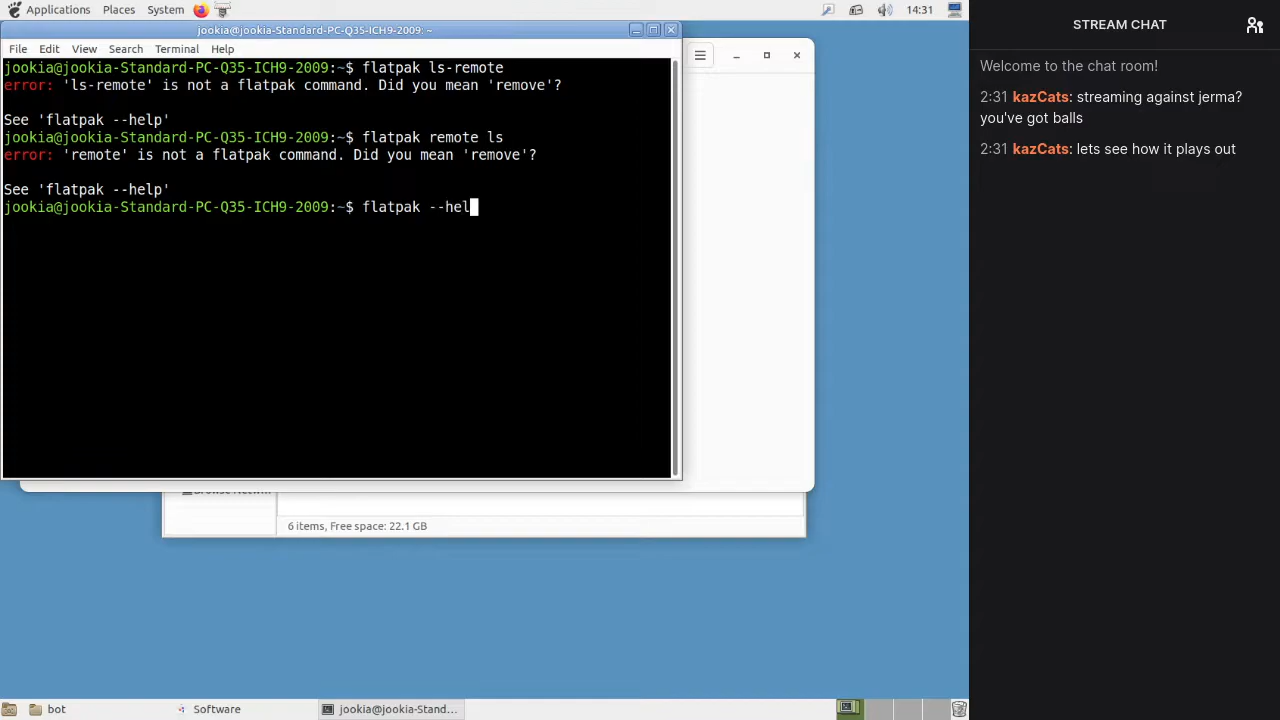 Applications Places System 14:31
jookia@jookia-Standard-PC-Q35-ICH9-2009: ~
File Edit View Search Terminal Help
jookia@jookia-Standard-PC-Q35-ICH9-2009:~$ flatpak ls-remote
error: 'ls-remote' is not a flatpak command. Did you mean 'remove'?
See 'flatpak --help'
jookia@jookia-Standard-PC-Q35-ICH9-2009:~$ flatpak remote ls
error: 'remote' is not a flatpak command. Did you mean 'remove'?
See 'flatpak --help'
jookia@jookia-Standard-PC-Q35-ICH9-2009:~$ flatpak --hel
6 items, Free space: 22.1 GB
bot Software jookia@jookia-Stand...
STREAM CHAT
Welcome to the chat room!
2:31 kazCats: streaming against jerma?
you've got balls
2:31 kazCats: lets see how it plays out